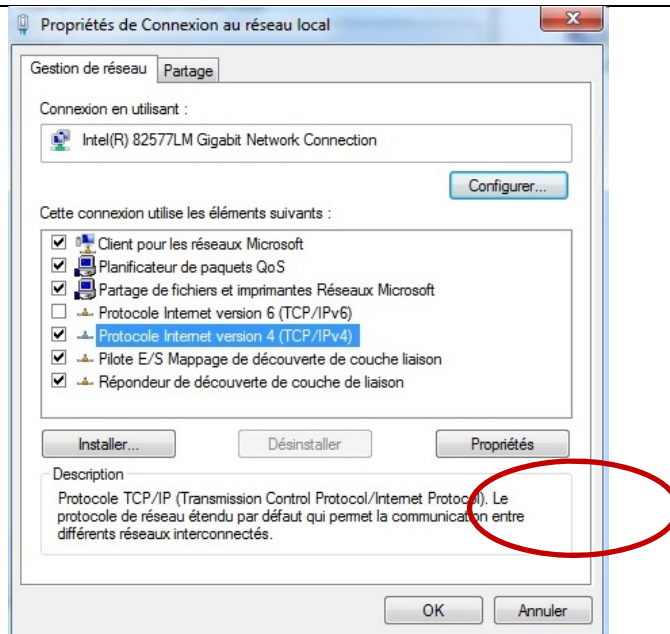 Propriétés de Connexion au réseau local
Gestion de réseau Partage
Connexion en utilisant :
Intel(R) 82577LM Gigabit Network Connection
Configurer...
Cette connexion utilise les éléments suivants :
Client pour les réseaux Microsoft
Planificateur de paquets QoS
Partage de fichiers et imprimantes Réseaux Microsoft
Protocole Internet version 6 (TCP/IPv6)
Protocole Internet version 4 (TCP/IPv4)
Pilote E/S Mappage de découverte de couche liaison
Répondeur de découverte de couche de liaison
Installer... Désinstaller Propriétés
Description
Protocole TCP/IP (Transmission Control Protocol/Internet Protocol). Le
protocole de réseau étendu par défaut qui permet la communication entre
différents réseaux interconnectés.
OK Annuler